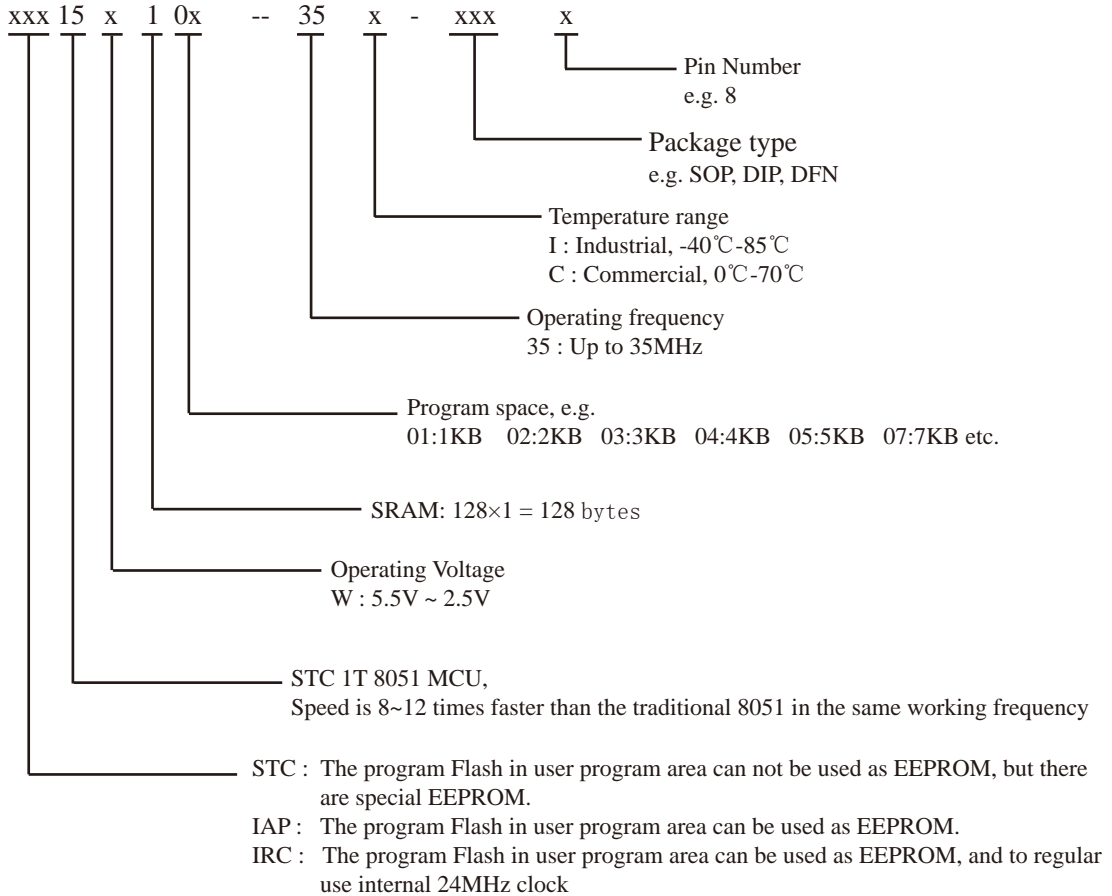 xxx 15 x 1 0x -- 35 x - xxx x
Pin Number
e.g. 8
Package type
e.g. SOP, DIP, DFN
Temperature range
I : Industrial, -40℃-85℃
C : Commercial, 0℃-70℃
Operating frequency
35 : Up to 35MHz
Program space, e.g.
01:1KB 02:2KB 03:3KB 04:4KB 05:5KB 07:7KB etc.
SRAM: 128×1 = 128 bytes
Operating Voltage
W : 5.5V ~ 2.5V
STC 1T 8051 MCU,
Speed is 8~12 times faster than the traditional 8051 in the same working frequency
STC : The program Flash in user program area can not be used as EEPROM, but there
are special EEPROM.
IAP : The program Flash in user program area can be used as EEPROM.
IRC : The program Flash in user program area can be used as EEPROM, and to regular
use internal 24MHz clock